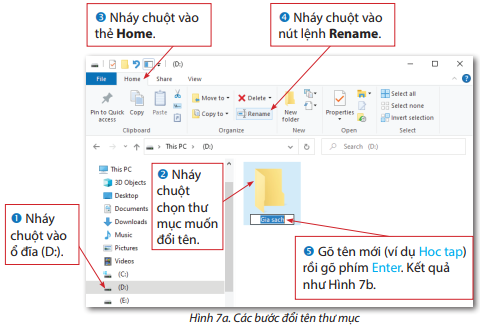 ❸ Nháy chuột vào
thẻ Home.
❹ Nháy chuột vào
nút lệnh Rename.
(D:)
File Home Share View
Pin to Quick
access
Copy
Paste
Move to
Copy to
Delete
Rename
New
folder
Properties
Select all
Select none
Invert selection
Clipboard
Organize
New
Open
Select
This PC > (D:)
Search (D:)
This PC
3D Objects
Desktop
Documents
Downloads
Music
Pictures
Videos
(C:)
(D:)
(E:)
❶ Nháy
chuột vào
ổ đĩa (D:).
❷ Nháy
chuột
chọn thư
mục muốn
đổi tên.
Gia sach
❺ Gõ tên mới (ví dụ Hoc tap)
rồi gõ phím Enter. Kết quả
như Hình 7b.
Hình 7a. Các bước đổi tên thư mục